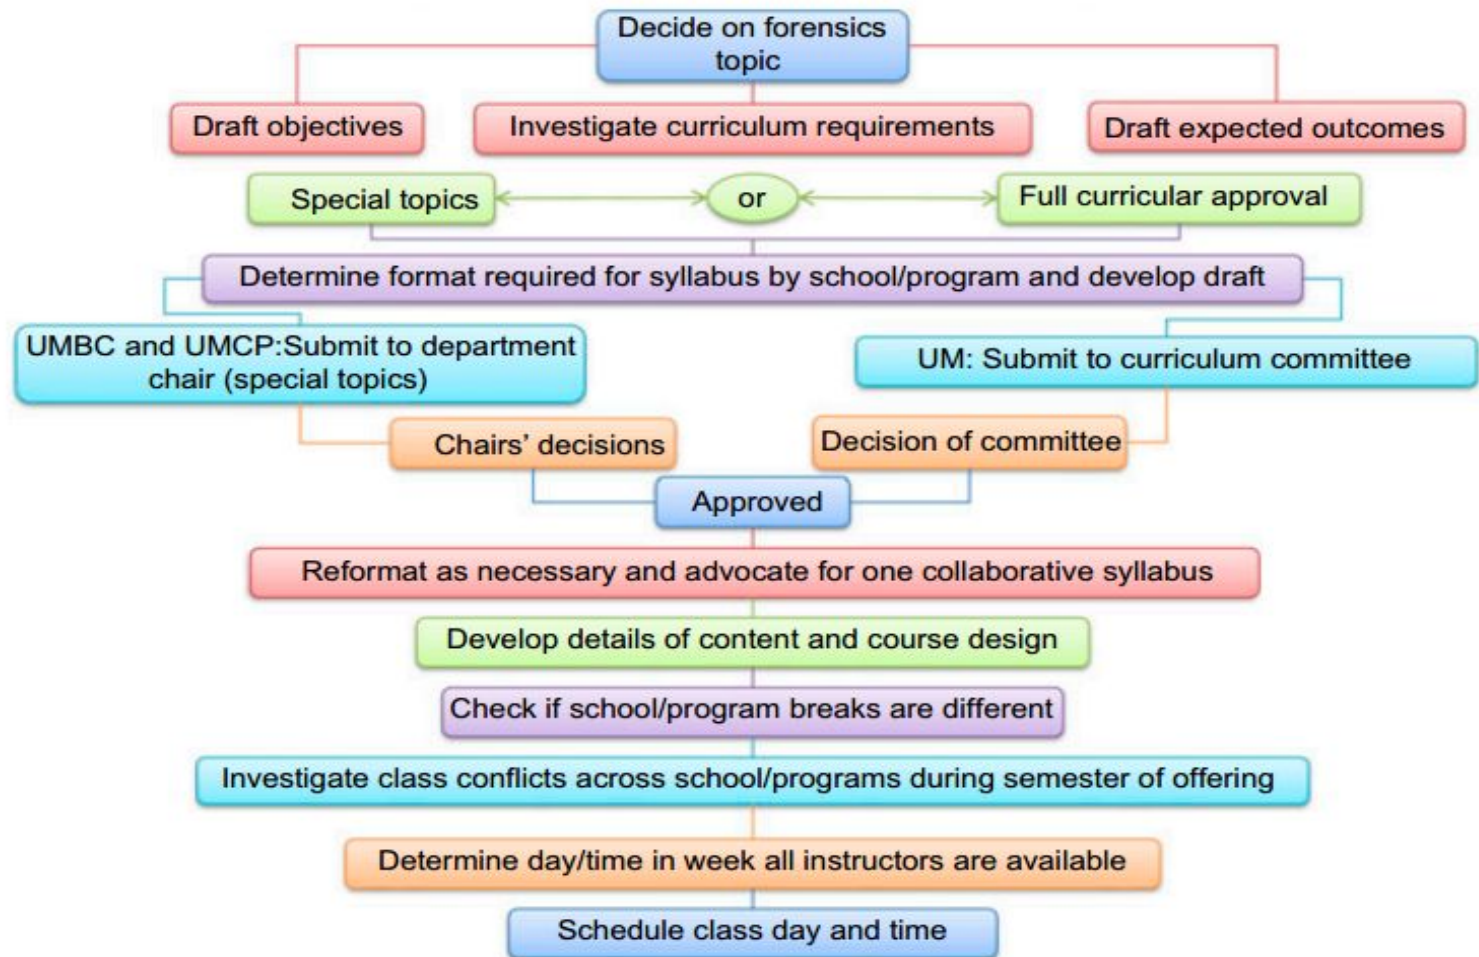 Decide on forensics
topic
Draft objectives
Investigate curriculum requirements
Draft expected outcomes
Special topics
or
Full curricular approval
Determine format required for syllabus by school/program and develop draft
UMBC and UMCP:Submit to department
chair (special topics)
UM: Submit to curriculum committee
Chairs’ decisions
Decision of committee
Approved
Reformat as necessary and advocate for one collaborative syllabus
Develop details of content and course design
Check if school/program breaks are different
Investigate class conflicts across school/programs during semester of offering
Determine day/time in week all instructors are available
Schedule class day and time